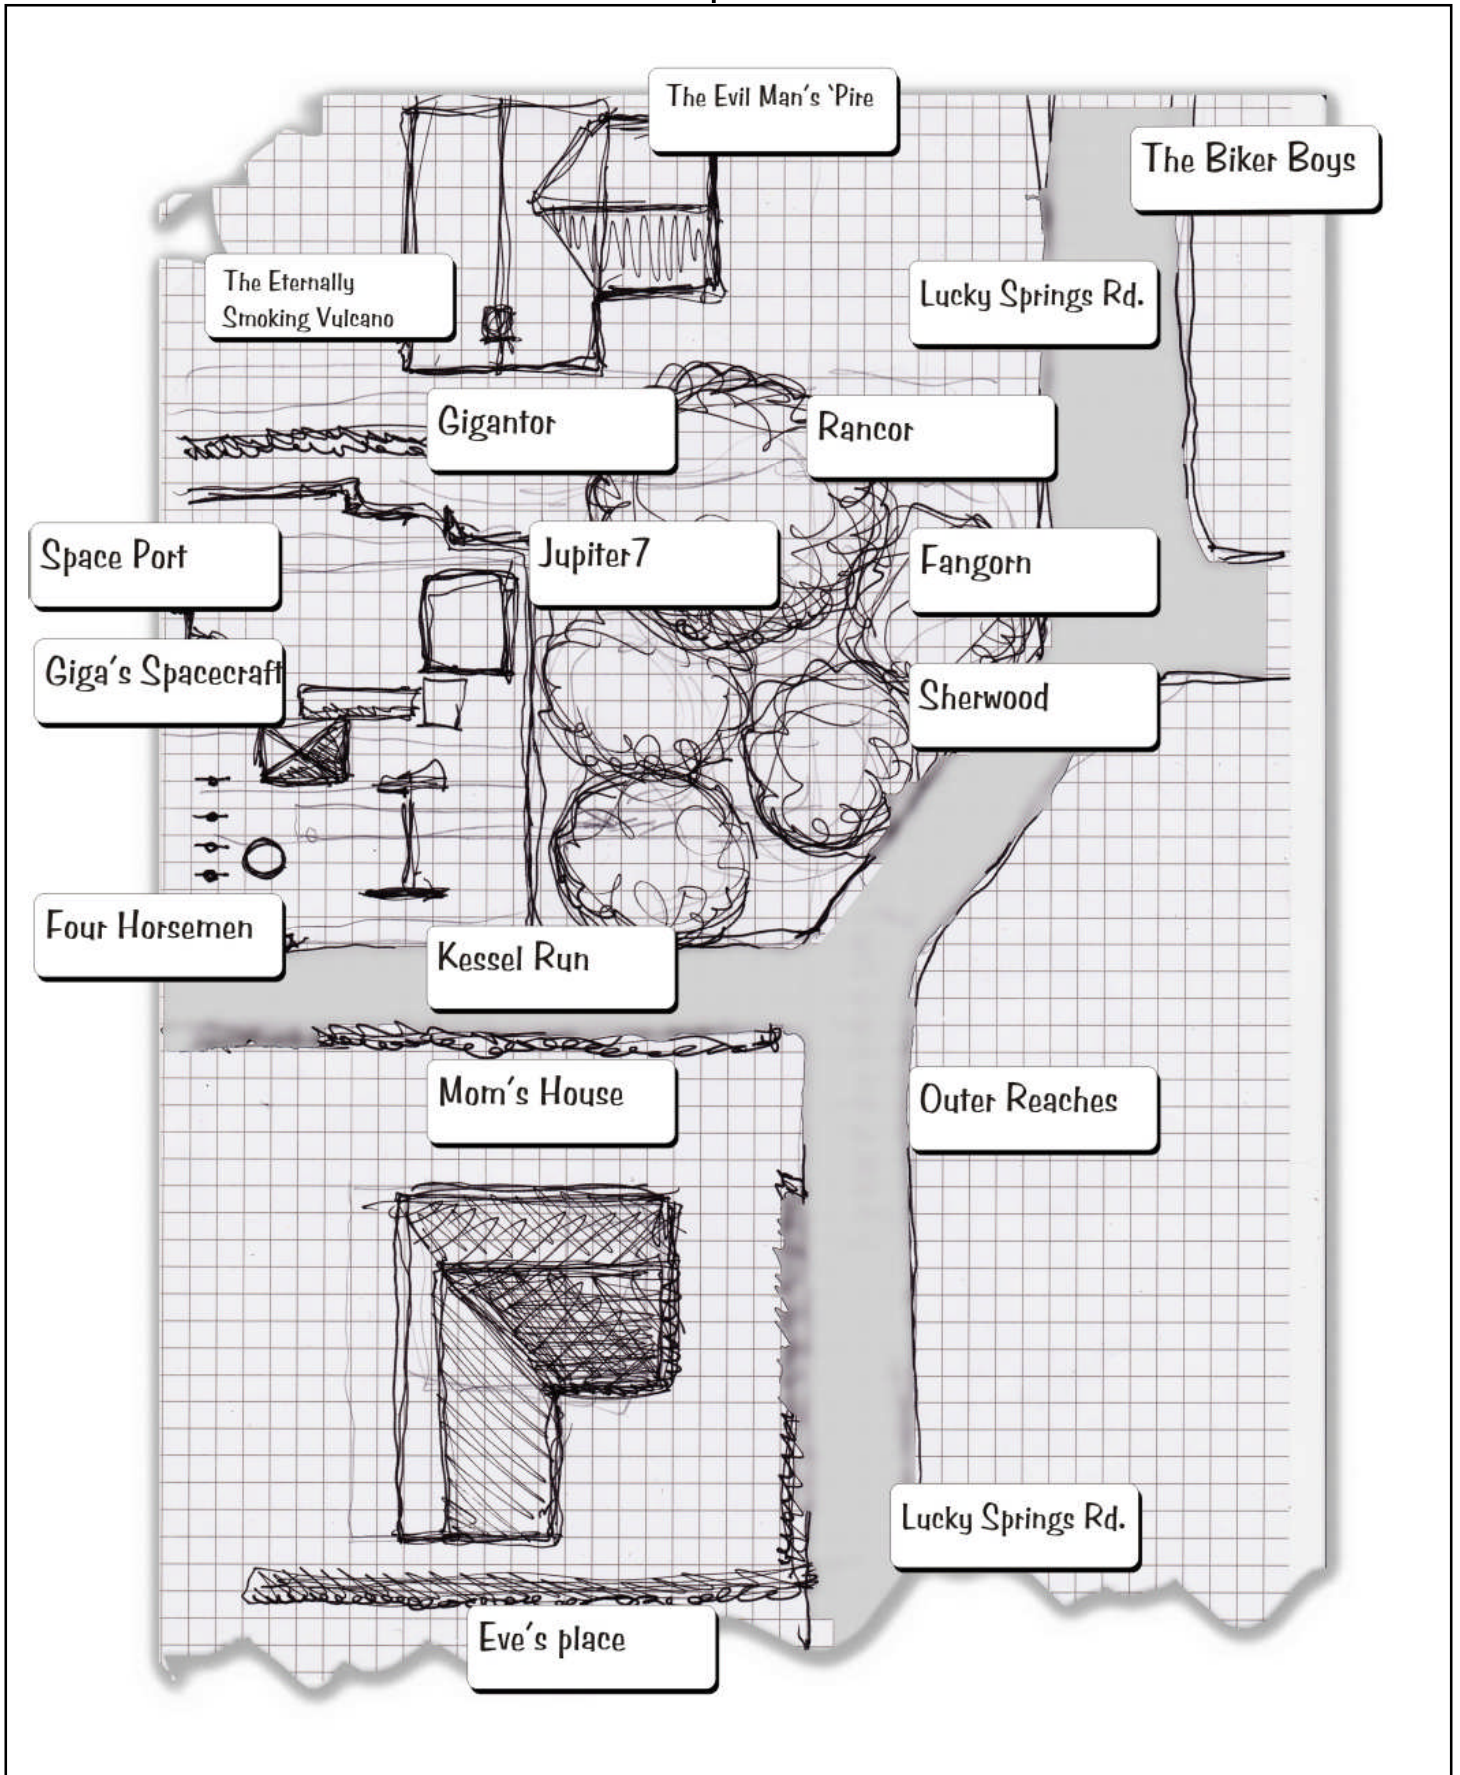 The Evil Man's `Pire
The Biker Boys
The Eternally
Smoking Vulcano
Lucky Springs Rd.
Gigantor
Rancor
Space Port
Jupiter7
Fangorn
Giga's Spacecraft
Sherwood
Four Horsemen
Kessel Run
Mom's House
Outer Reaches
Lucky Springs Rd.
Eve's place